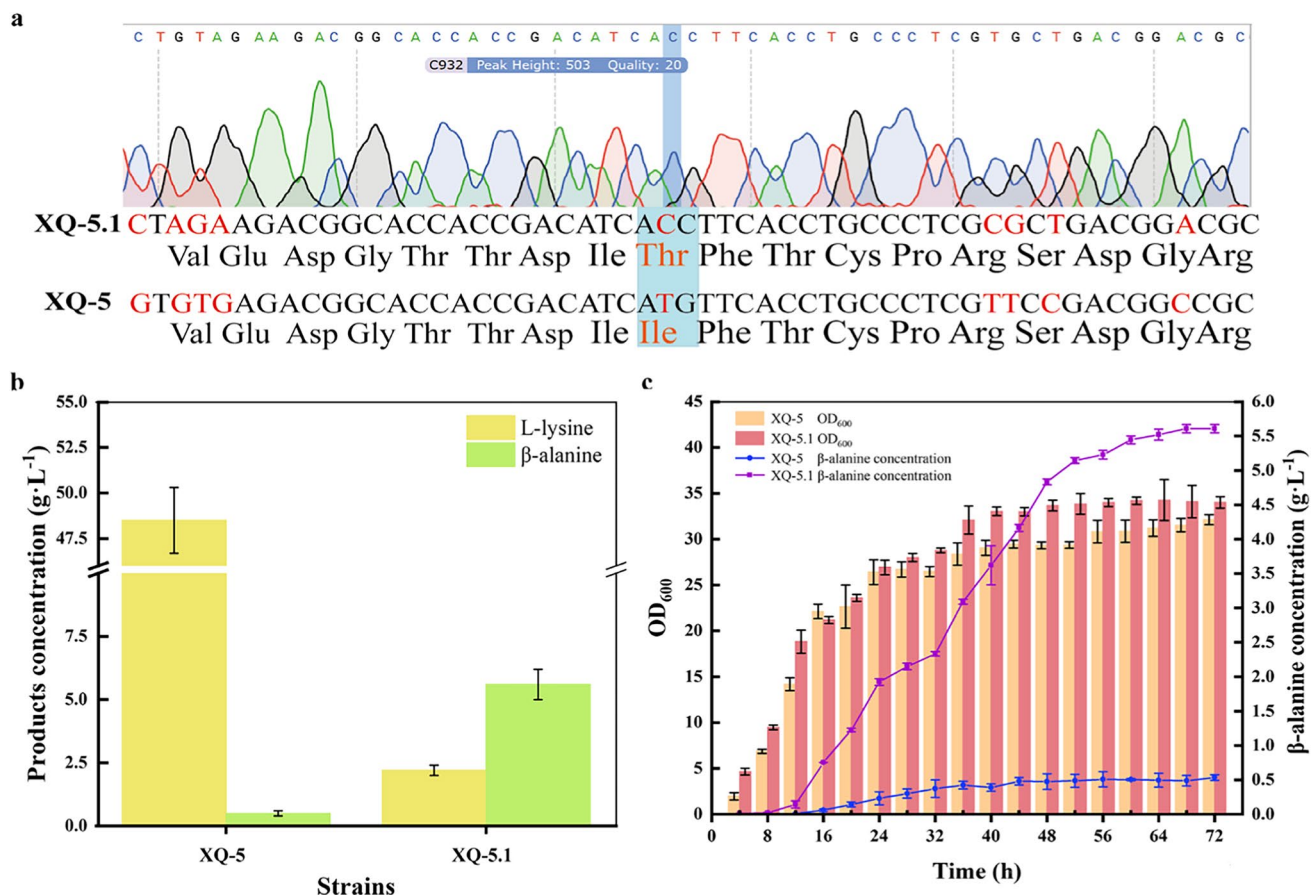 a
C T G T A G A A G A C G G C A C C A C C G A C A T C A C C T T C A C C T G C C C T C G T G C T G A C G G A C G C
C932 Peak Height: 503 Quality: 20
XQ-5.1 CTAGAAGACGGCACCACCGACATCACCTTCACCTGCCCTCGCGCTGACGGACGC
Val Glu Asp Gly Thr Thr Asp Ile Thr Phe Thr Cys Pro Arg Ser Asp GlyArg
XQ-5 GTGTGAGACGGCACCACCGACATCATGTTCACCTGCCCTCGTTCCGACGGCCGC
Val Glu Asp Gly Thr Thr Asp Ile Ile Phe Thr Cys Pro Arg Ser Asp GlyArg
b
Products concentration (g·L⁻¹)
55.0
52.5
50.0
47.5
7.5
5.0
2.5
0.0
L-lysine
β-alanine
XQ-5 XQ-5.1
Strains
c
OD₆₀₀
45
40
35
30
25
20
15
10
5
0
XQ-5 OD₆₀₀
XQ-5.1 OD₆₀₀
XQ-5 β-alanine concentration
XQ-5.1 β-alanine concentration
6.0
5.5
5.0
4.5
4.0
3.5
3.0
2.5
2.0
1.5
1.0
0.5
0.0
β-alanine concentration (g·L⁻¹)
0 8 16 24 32 40 48 56 64 72
Time (h)